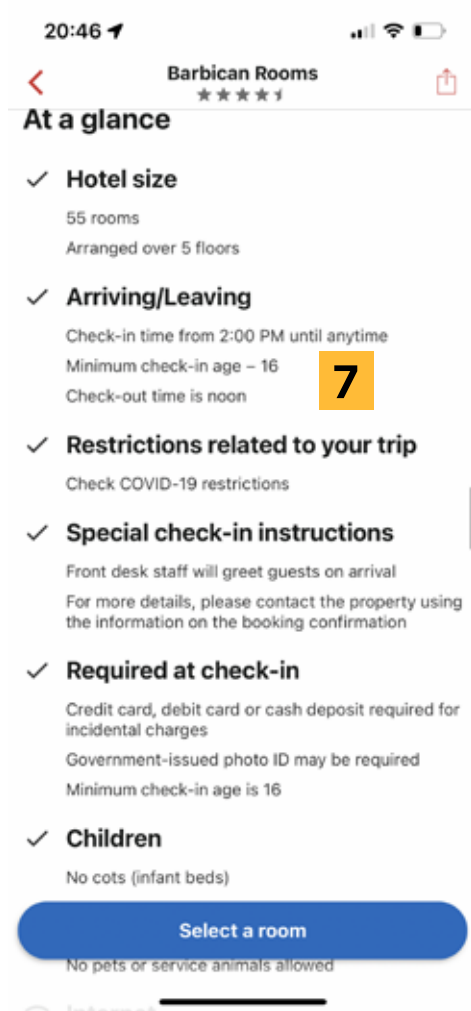 20:46
Barbican Rooms
At a glance
Hotel size
55 rooms
Arranged over 5 floors
Arriving/Leaving
Check-in time from 2:00 PM until anytime
Minimum check-in age – 16
7
Check-out time is noon
Restrictions related to your trip
Check COVID-19 restrictions
Special check-in instructions
Front desk staff will greet guests on arrival
For more details, please contact the property using
the information on the booking confirmation
Required at check-in
Credit card, debit card or cash deposit required for
incidental charges
Government-issued photo ID may be required
Minimum check-in age is 16
Children
No cots (infant beds)
Select a room
No pets or service animals allowed
Internet